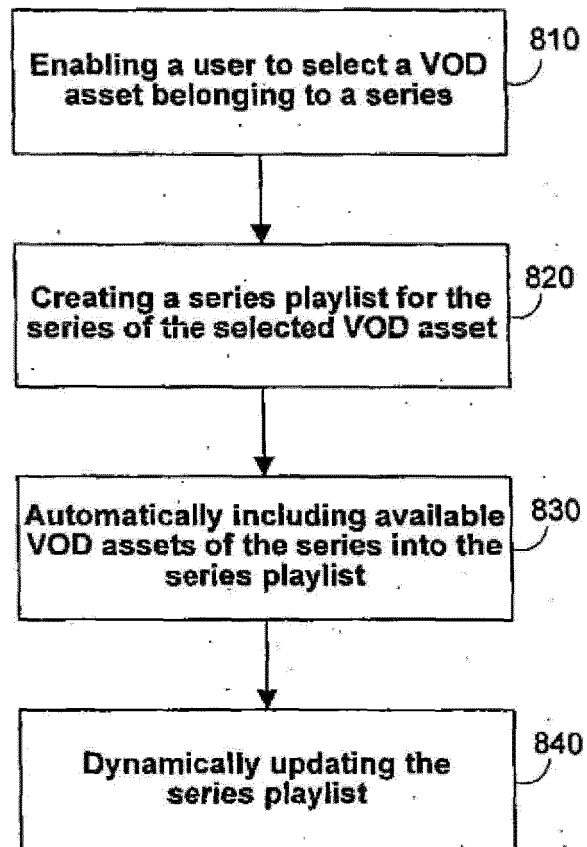 810
Enabling a user to select a VOD
asset belonging to a series
820
Creating a series playlist for the
series of the selected VOD asset
830
Automatically including available
VOD assets of the series into the
series playlist
840
Dynamically updating the
series playlist